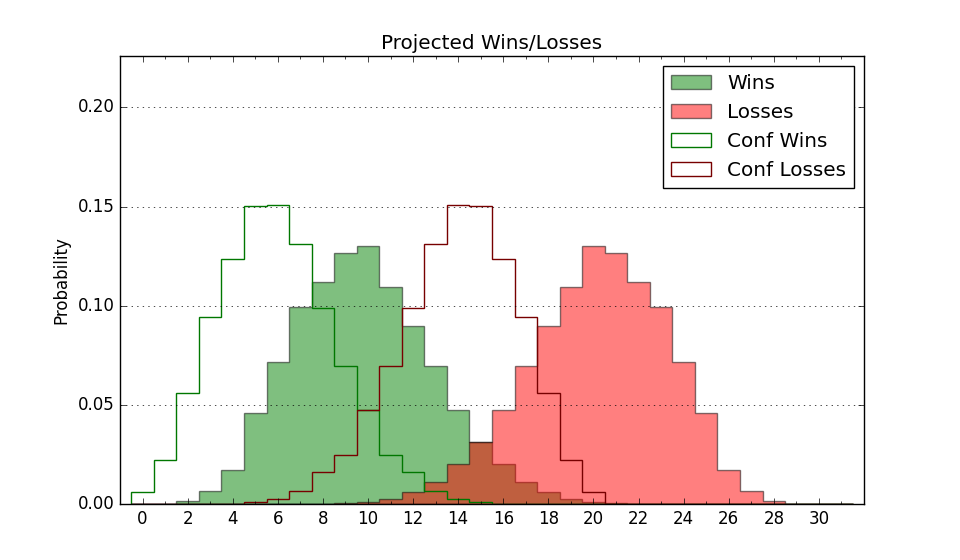 Projected Wins/Losses
Wins
Losses
Conf Wins
Conf Losses
Probability
0.20
0.15
0.10
0.05
0.00
0 2 4 6 8 10 12 14 16 18 20 22 24 26 28 30